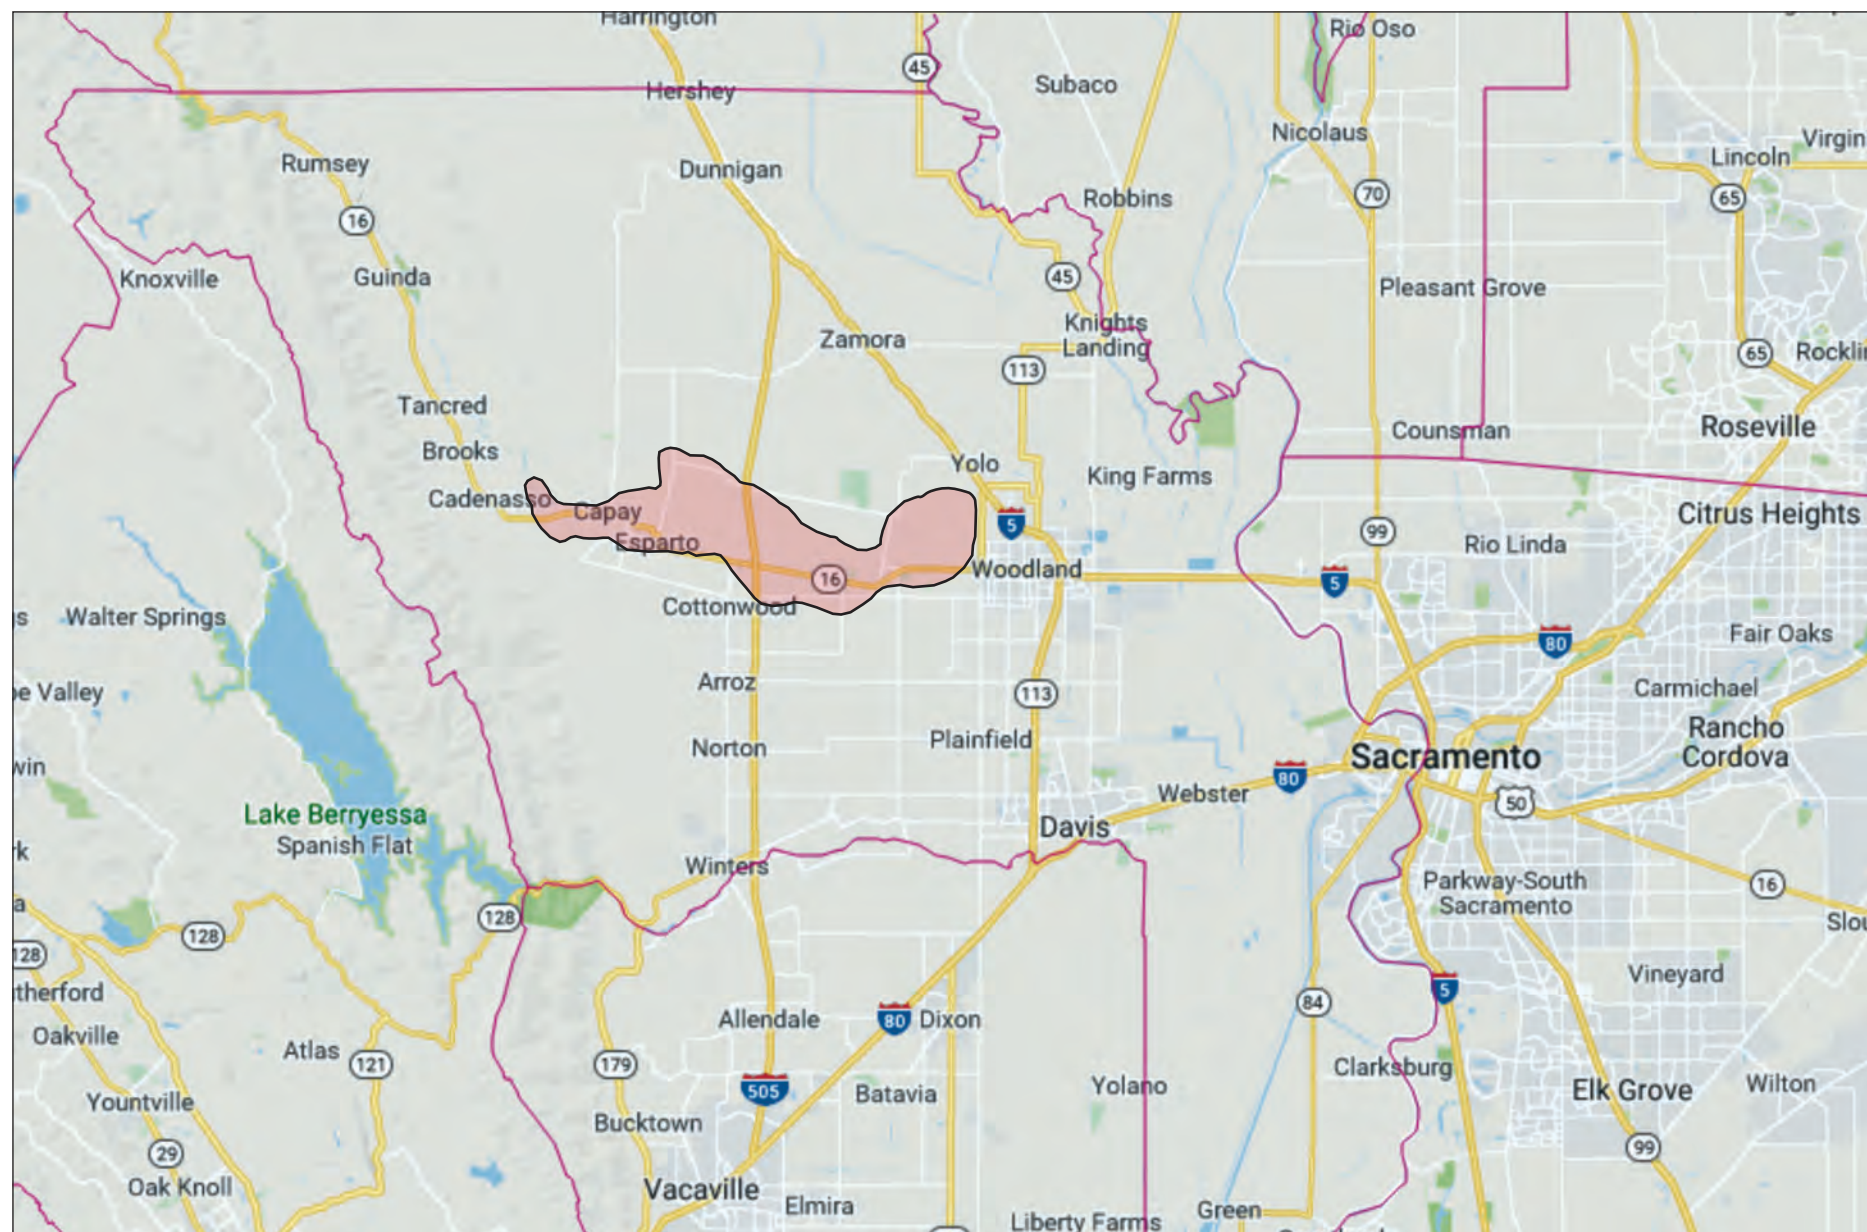 Harrington
Rio Oso
45
Subaco
Hershey
Nicolaus
Virgin
Lincoln
Rumsey
Dunnigan
70
65
Robbins
16
Knoxville
Guinda
45
Pleasant Grove
Knights
Landing
Zamora
65
Rocklin
113
Tancred
Roseville
Counsman
Brooks
Yolo
King Farms
Cadenasso
Capay
Citrus Heights
5
99
Esparto
Rio Linda
Woodland
16
5
Cottonwood
Walter Springs
Fair Oaks
80
Arroz
Carmichael
113
Rancho
Cordova
Norton
Plainfield
Sacramento
80
Webster
50
Lake Berryessa
Spanish Flat
Davis
Winters
Parkway-South
Sacramento
16
128
128
128
Slou
Vineyard
5
therford
84
Oakville
Allendale
80
Dixon
Atlas
121
179
Clarksburg
505
Batavia
Yolano
Elk Grove
Wilton
Yountville
Bucktown
29
99
Oak Knoll
Vacaville
Elmira
Liberty Farms
Green